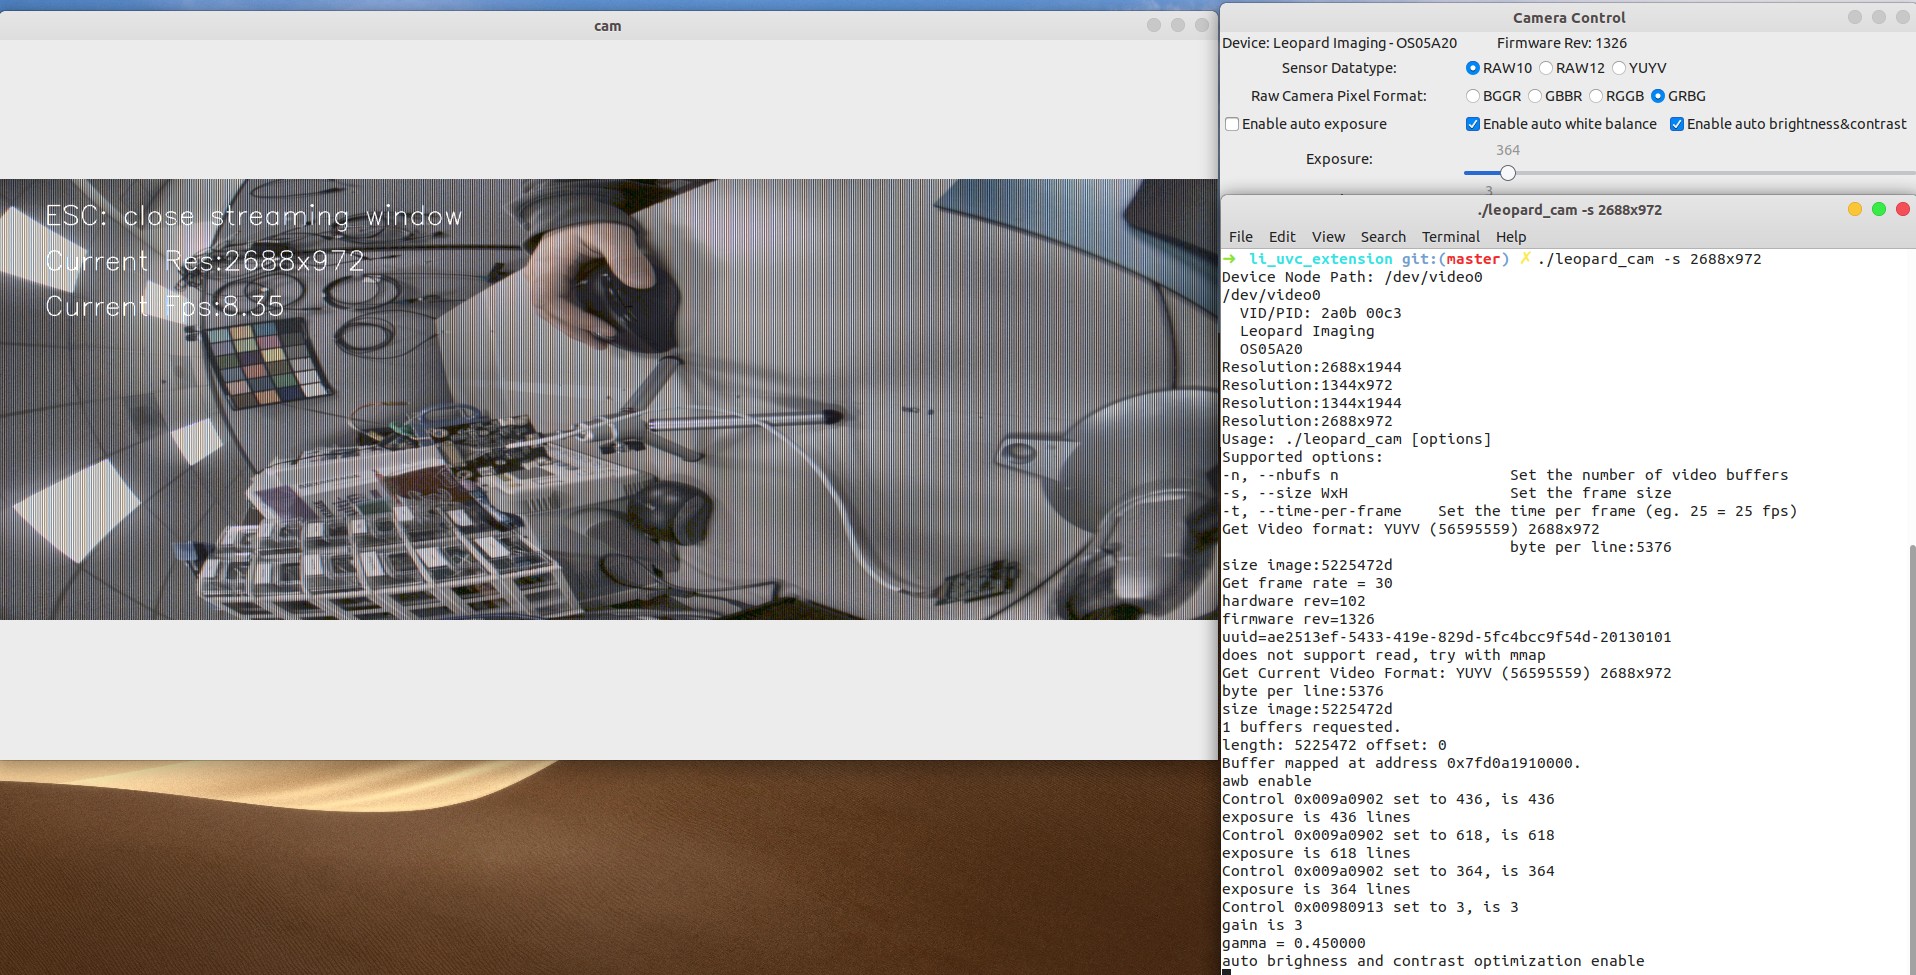 cam
ESC: close streaming window
Current Res:2688x972
Current Fps:8.35
Camera Control
Device: Leopard Imaging - OS05A20 Firmware Rev: 1326
Sensor Datatype: RAW10 RAW12 YUYV
Raw Camera Pixel Format: BGGR GBBR RGGB GRBG
Enable auto exposure Enable auto white balance Enable auto brightness&contrast
364
Exposure:
3
./leopard_cam -s 2688x972
File Edit View Search Terminal Help
➜ li_uvc_extension git:(master) ✗ ./leopard_cam -s 2688x972
Device Node Path: /dev/video0
/dev/video0
VID/PID: 2a0b 00c3
Leopard Imaging
OS05A20
Resolution:2688x1944
Resolution:1344x972
Resolution:1344x1944
Resolution:2688x972
Usage: ./leopard_cam [options]
Supported options:
-n, --nbufs n Set the number of video buffers
-s, --size WxH Set the frame size
-t, --time-per-frame Set the time per frame (eg. 25 = 25 fps)
Get Video format: YUYV (56595559) 2688x972
byte per line:5376
size image:5225472d
Get frame rate = 30
hardware rev=102
firmware rev=1326
uuid=ae2513ef-5433-419e-829d-5fc4bcc9f54d-20130101
does not support read, try with mmap
Get Current Video Format: YUYV (56595559) 2688x972
byte per line:5376
size image:5225472d
1 buffers requested.
length: 5225472 offset: 0
Buffer mapped at address 0x7fd0a1910000.
awb enable
Control 0x009a0902 set to 436, is 436
exposure is 436 lines
Control 0x009a0902 set to 618, is 618
exposure is 618 lines
Control 0x009a0902 set to 364, is 364
exposure is 364 lines
Control 0x00980913 set to 3, is 3
gain is 3
gamma = 0.450000
auto brighness and contrast optimization enable